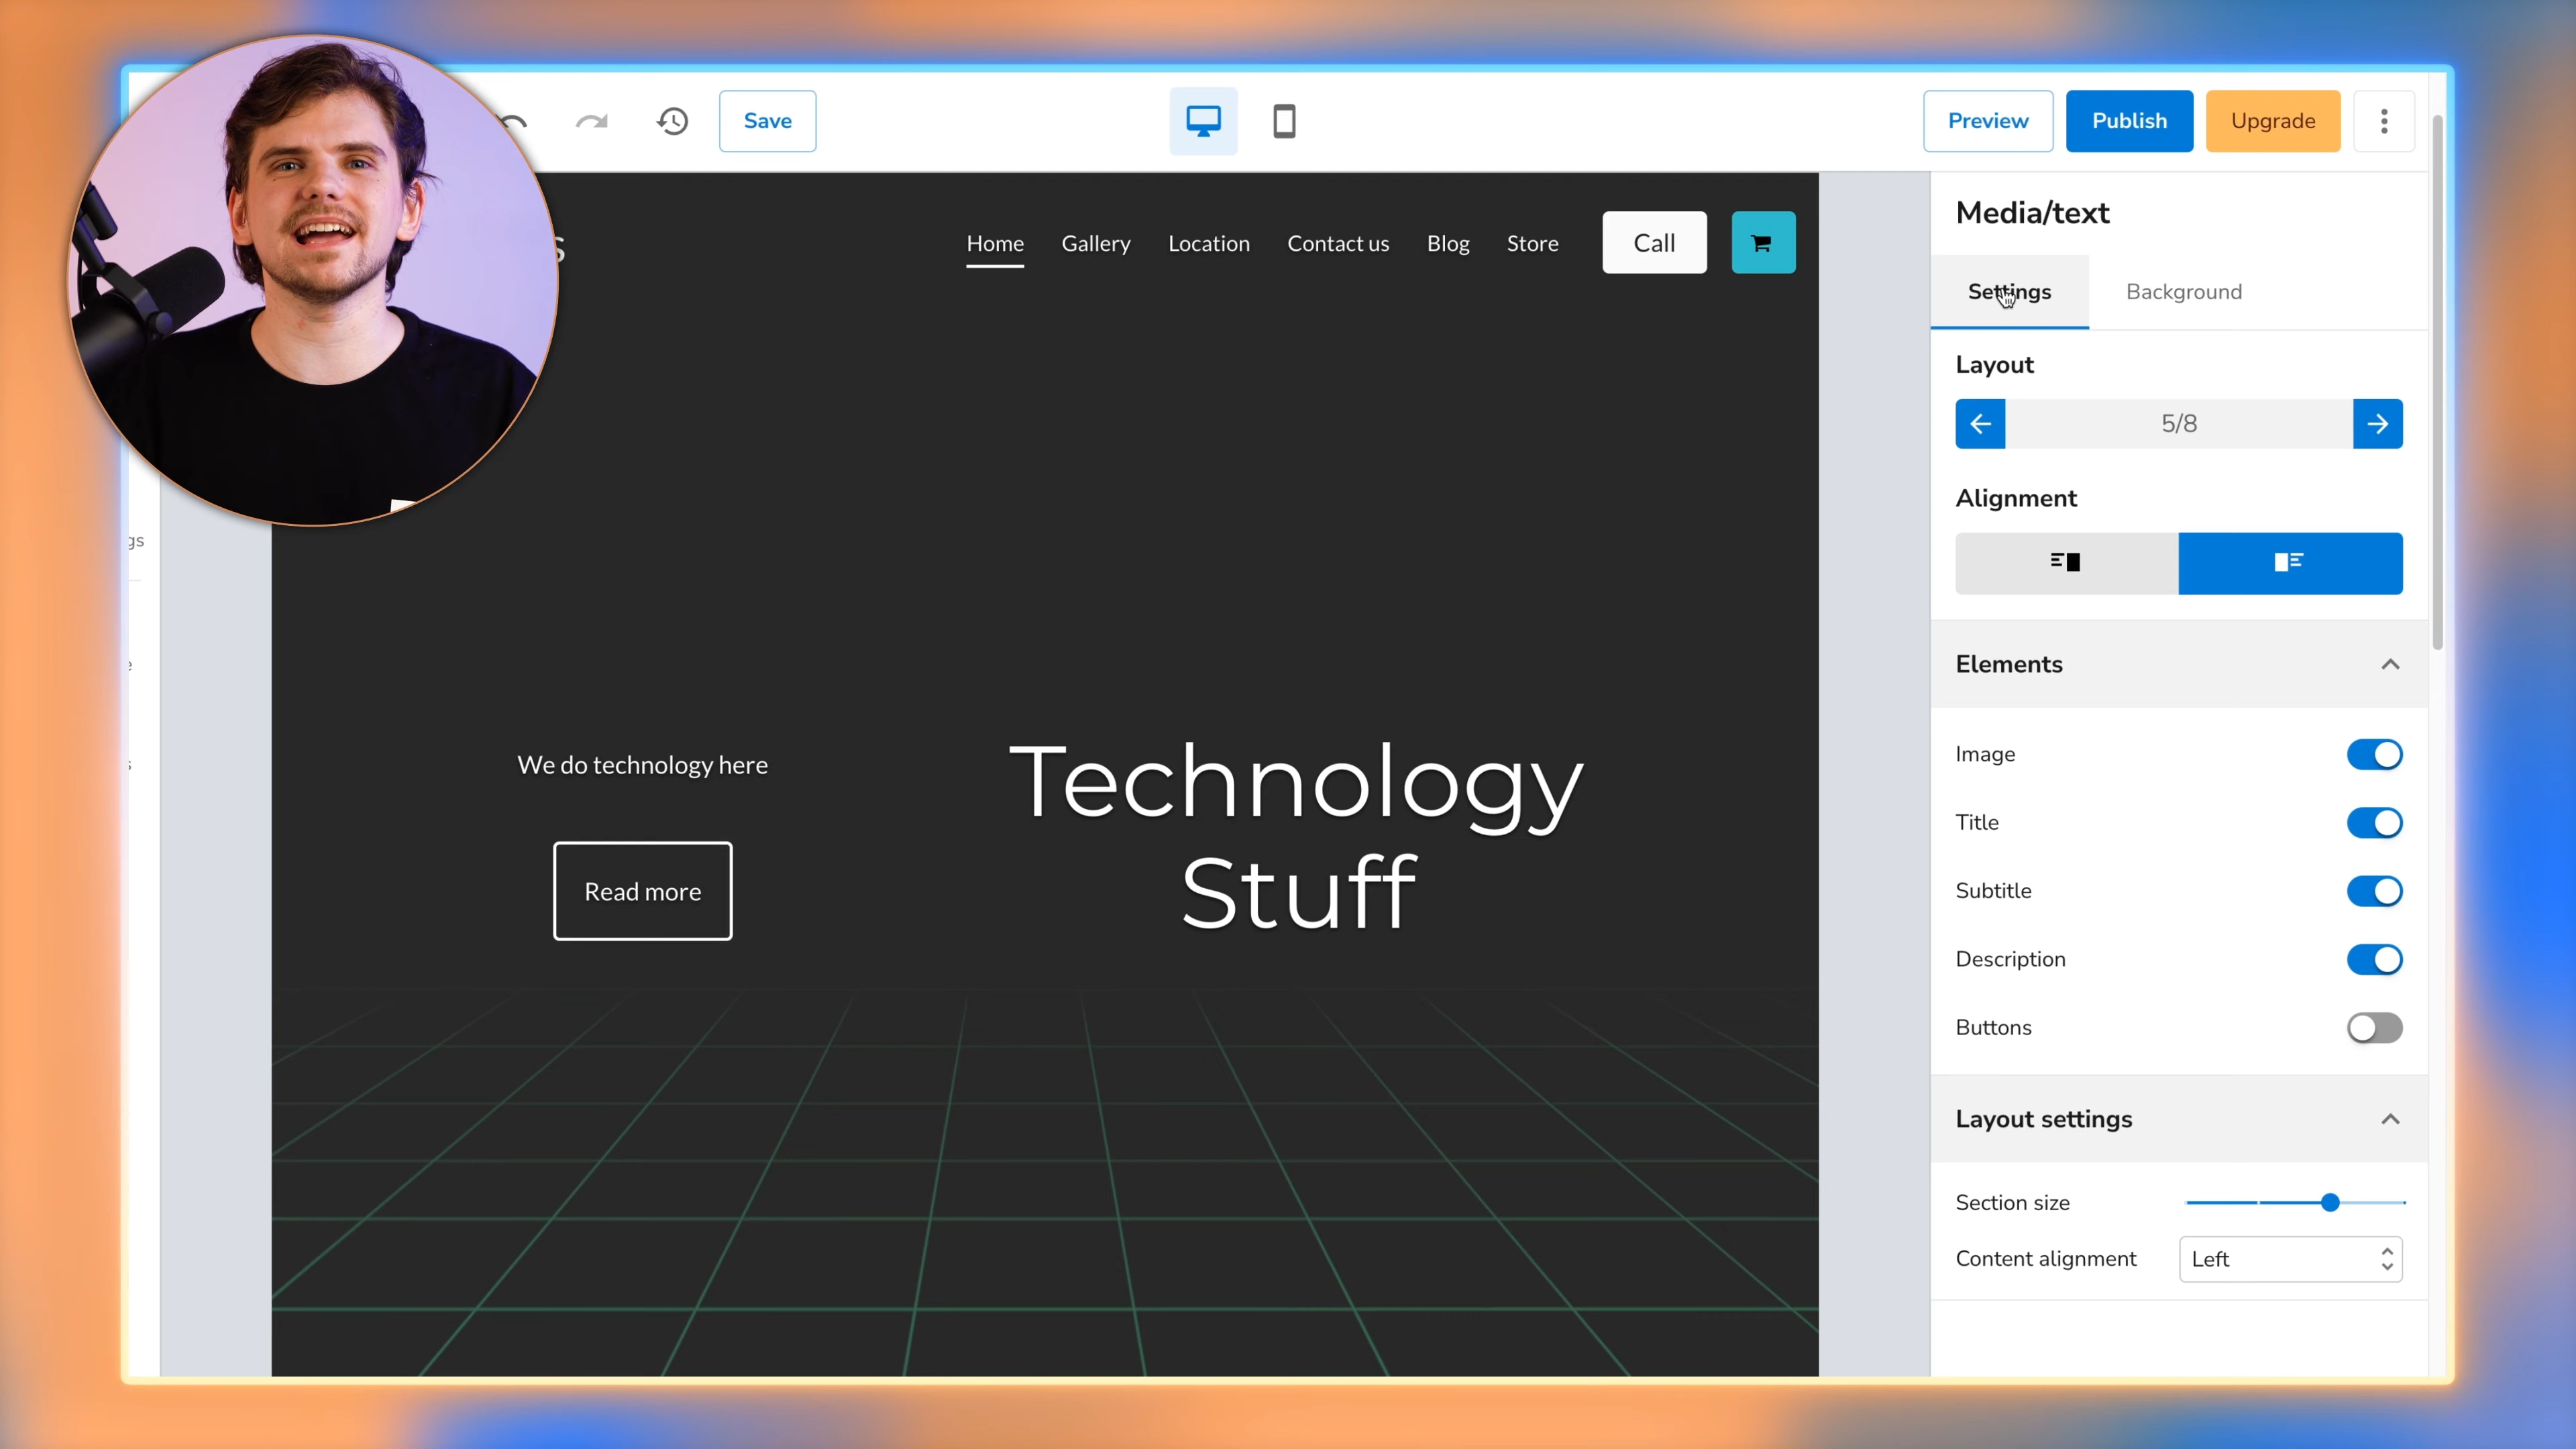 Save
Preview
Publish
Upgrade
s
Home
Gallery
Location
Contact us
Blog
Store
Call
We do technology here
Read more
Technology
Stuff
gs
e
s
Media/text
Settings
Background
Layout
5/8
Alignment
Elements
Image
Title
Subtitle
Description
Buttons
Layout settings
Section size
Content alignment
Left